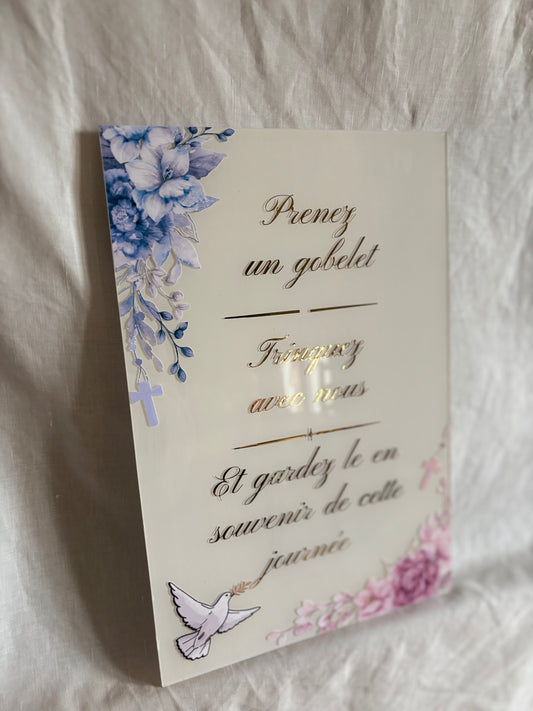 Prenez
un gobelet
Trinquez
avec nous
Et gardez le en
souvenir de cette
journée